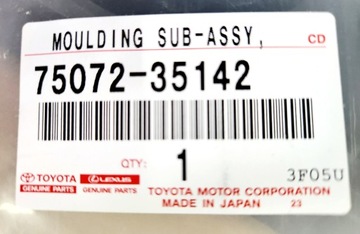 MOULDING SUB-ASSY, CD
75072-35142
QTY: 1 3F05U
TOYOTA LEXUS
GENUINE PARTS GENUINE PARTS TOYOTA MOTOR CORPORATION
MADE IN JAPAN 23